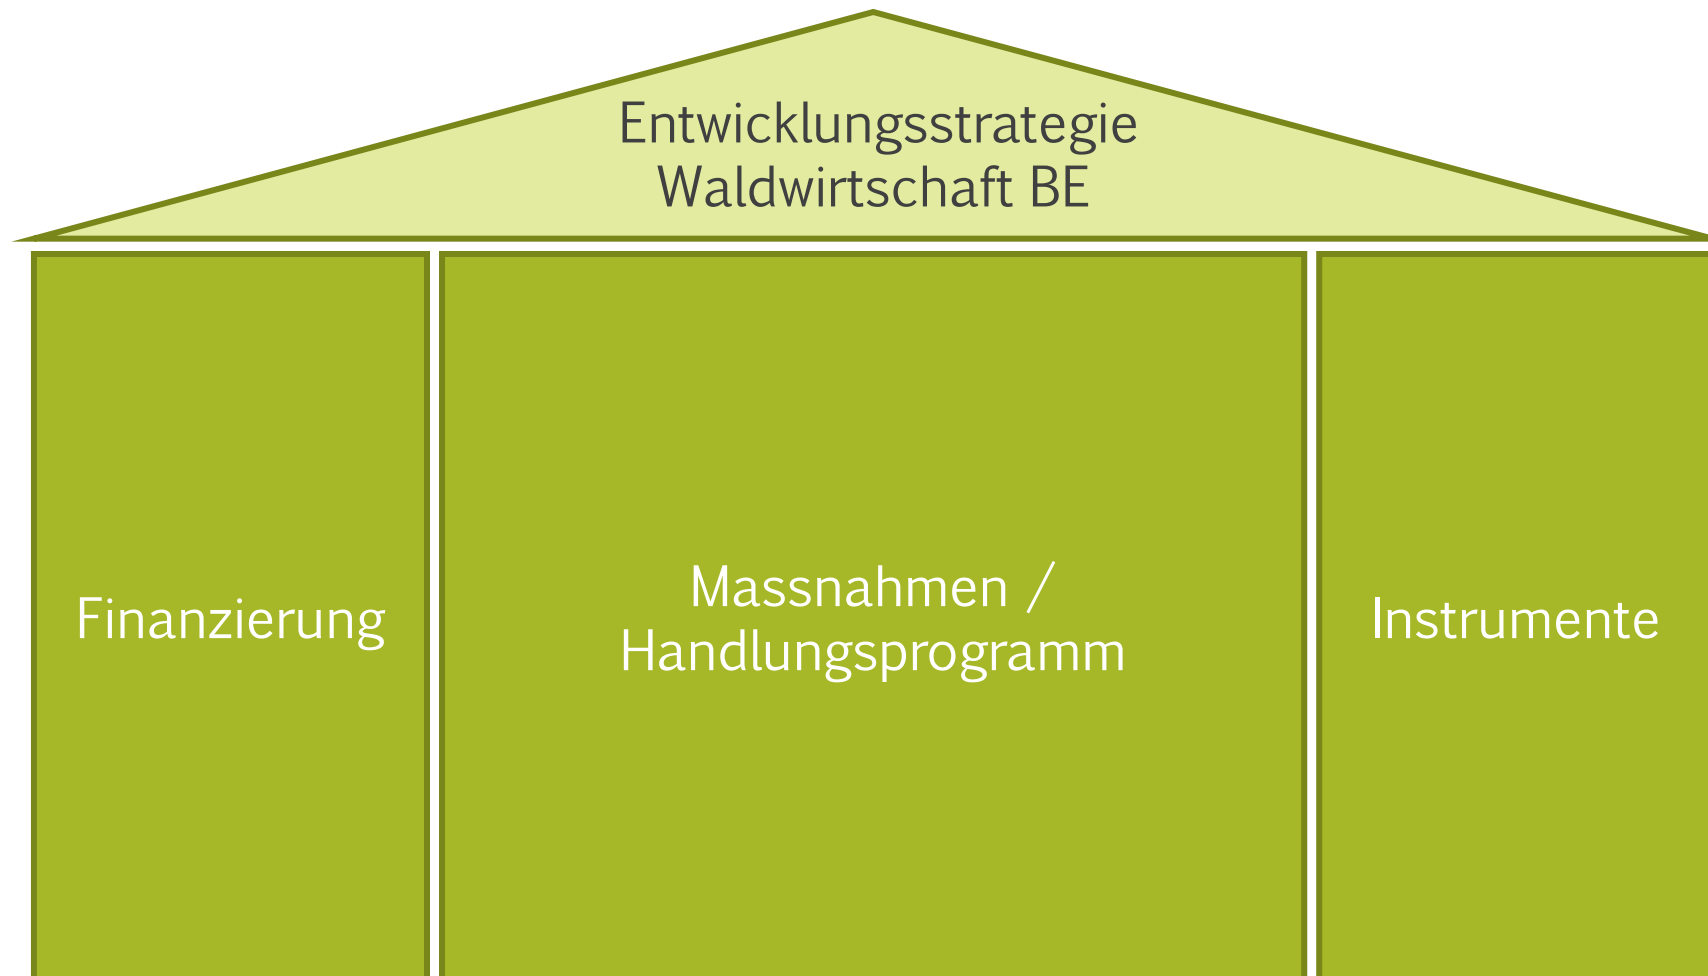 Entwicklungsstrategie
Waldwirtschaft BE
Finanzierung
Massnahmen /
Handlungsprogramm
Instrumente